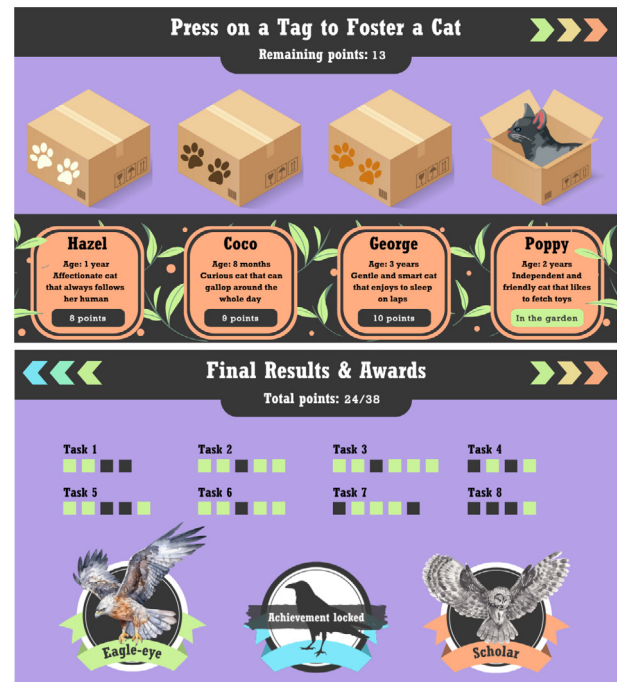 Press on a Tag to Foster a Cat
Remaining points: 13
Hazel
Age: 1 year
Affectionate cat
that always follows
her human
8 points
Coco
Age: 8 months
Curious cat that can
gallop around the
whole day
9 points
George
Age: 3 years
Gentle and smart cat
that enjoys to sleep
on laps
10 points
Poppy
Age: 2 years
Independent and
friendly cat that likes
to fetch toys
In the garden
Final Results & Awards
Total points: 24/38
Task 1
Task 2
Task 3
Task 4
Task 5
Task 6
Task 7
Task 8
Eagle-eye
Achievement locked
Scholar